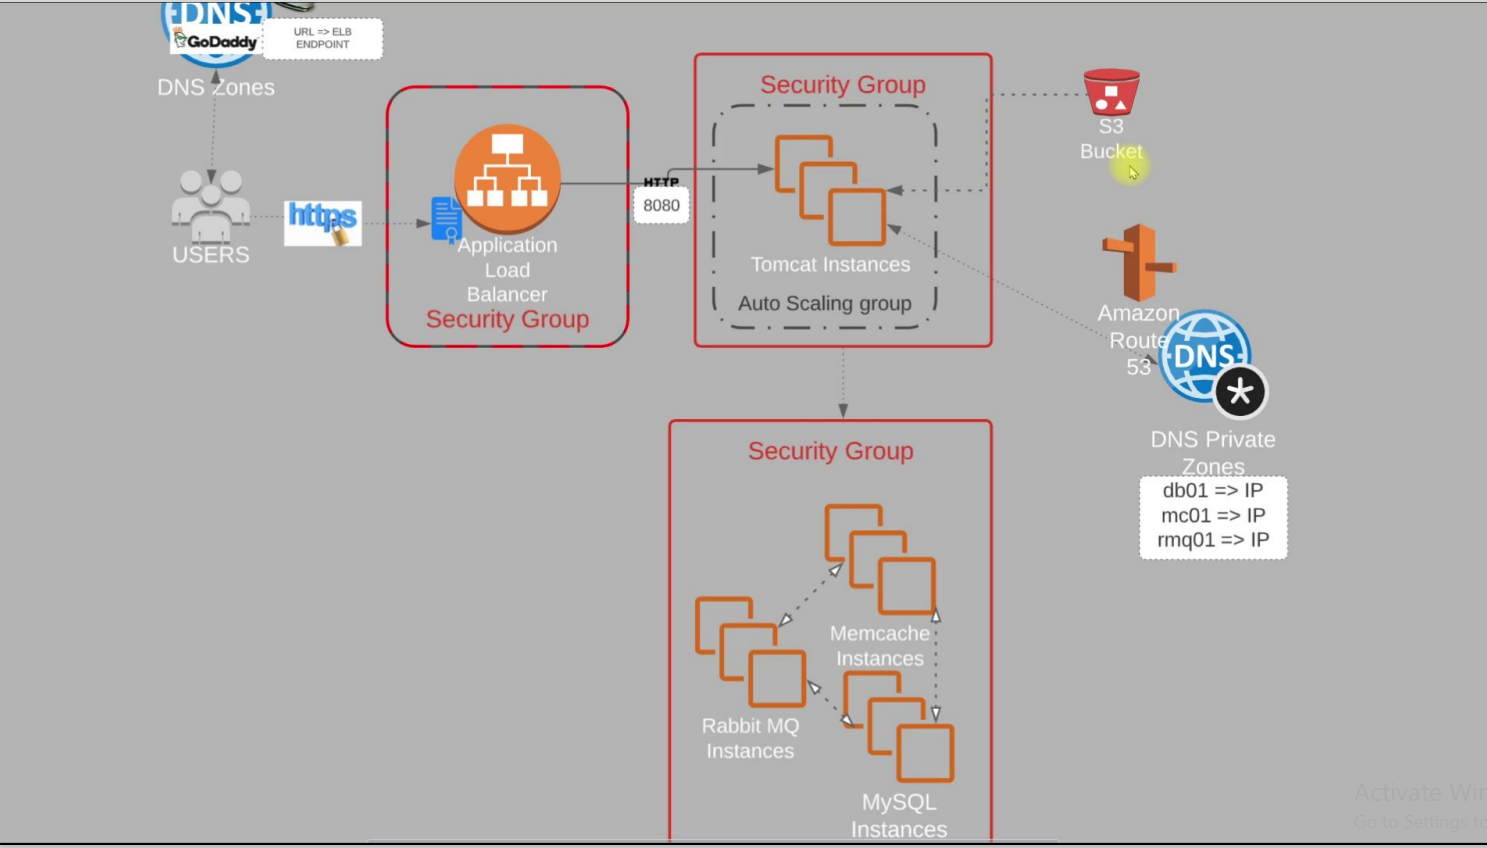 DNS
GoDaddy
URL => ELB
ENDPOINT
DNS Zones
USERS
https
Application
Load
Balancer
Security Group
HTTP
8080
Security Group
Tomcat Instances
Auto Scaling group
S3
Bucket
Amazon
Route
53
DNS
DNS Private
Zones
db01 => IP
mc01 => IP
rmq01 => IP
Security Group
Memcache
Instances
Rabbit MQ
Instances
MySQL
Instances
Activate Win
Go to Settings to